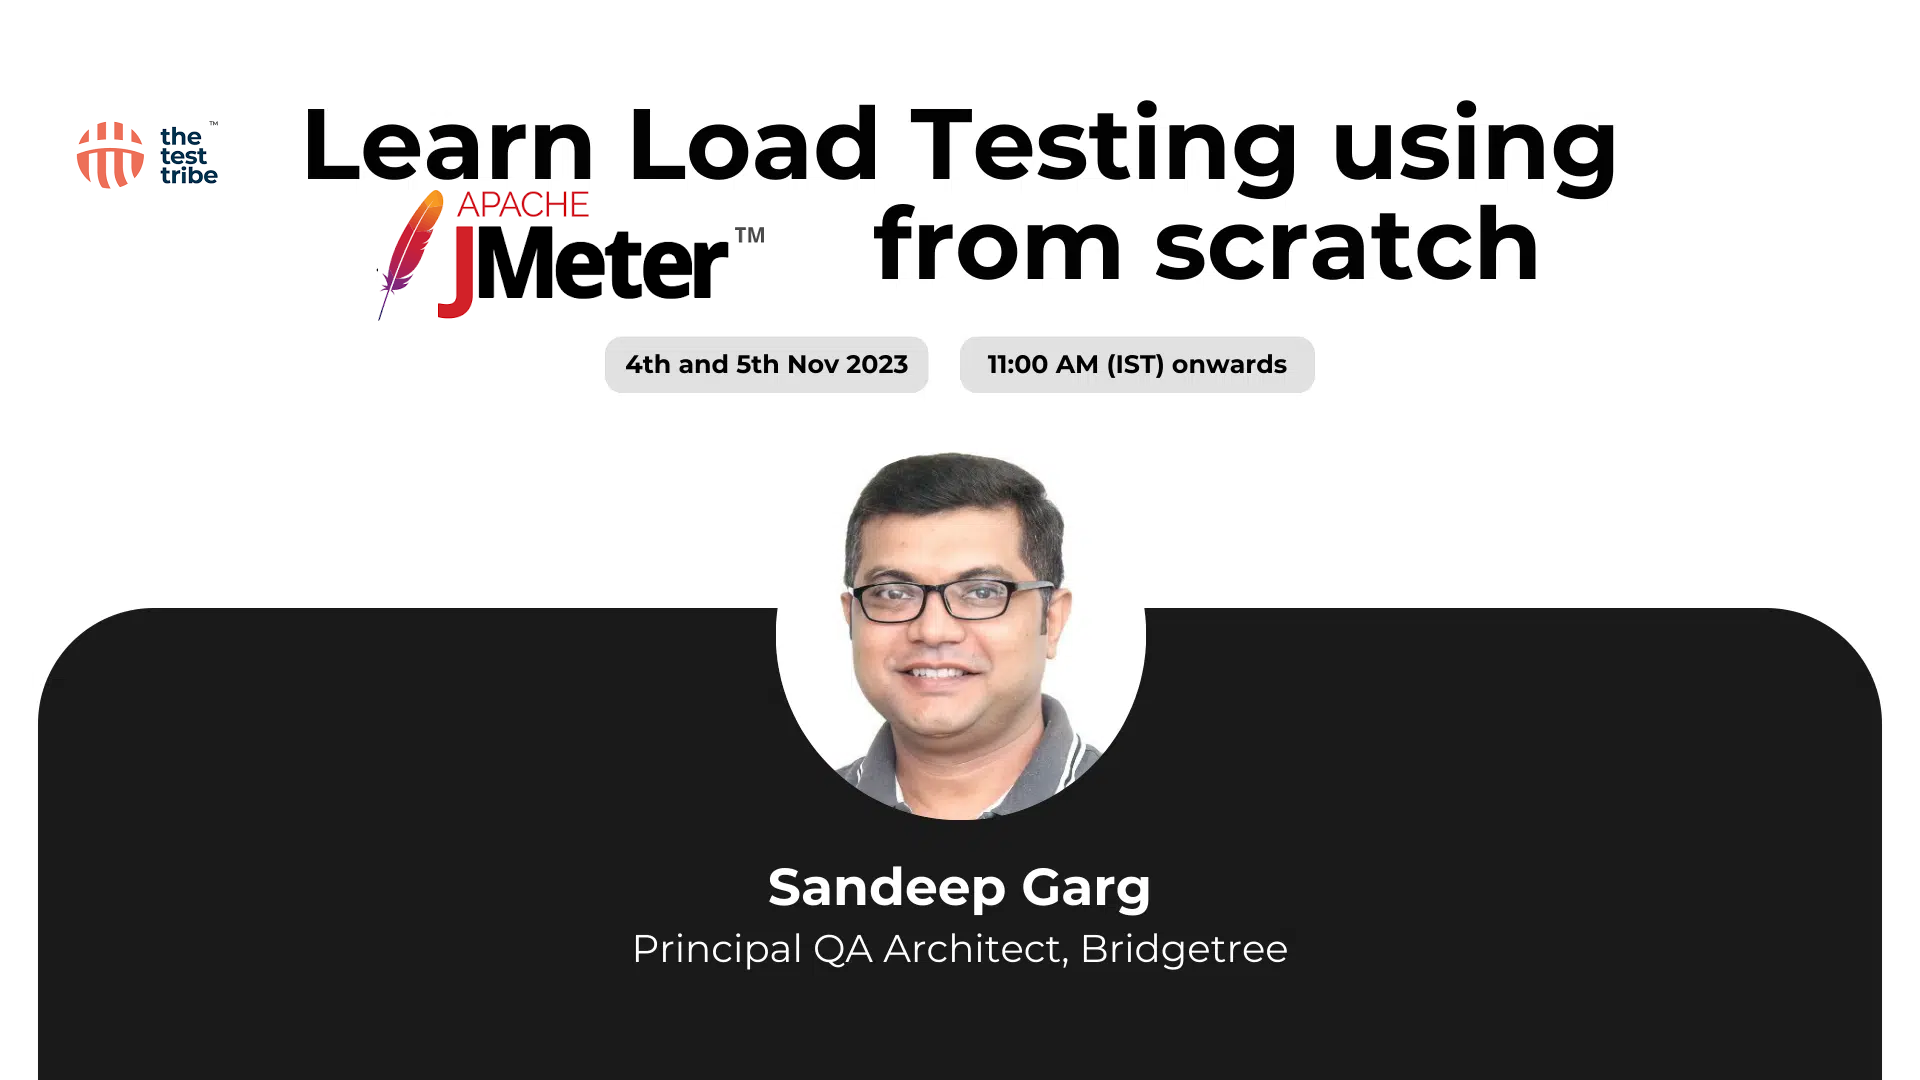 the
test
tribe
™
Learn Load Testing using
APACHE
JMeter™
from scratch
4th and 5th Nov 2023
11:00 AM (IST) onwards
Sandeep Garg
Principal QA Architect, Bridgetree